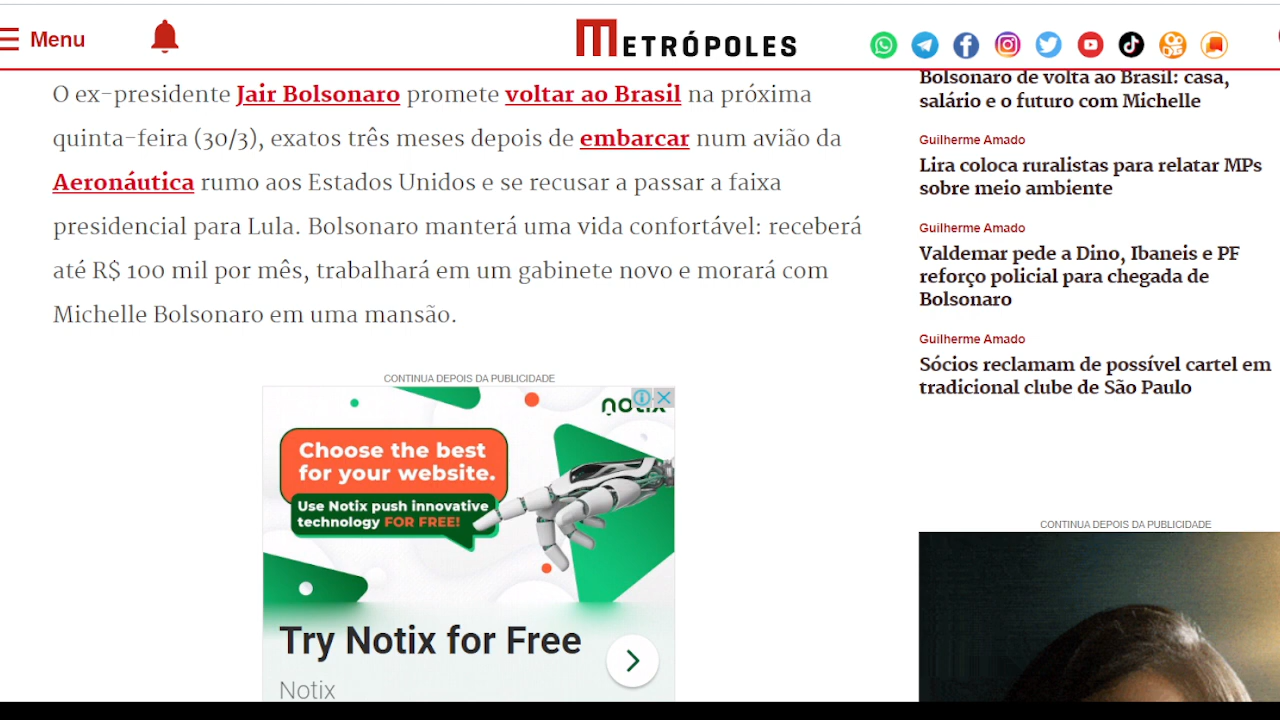 Menu
METRÓPOLES
O ex-presidente Jair Bolsonaro promete voltar ao Brasil na próxima
quinta-feira (30/3), exatos três meses depois de embarcar num avião da
Aeronáutica rumo aos Estados Unidos e se recusar a passar a faixa
presidencial para Lula. Bolsonaro manterá uma vida confortável: receberá
até R$ 100 mil por mês, trabalhará em um gabinete novo e morará com
Michelle Bolsonaro em uma mansão.
CONTINUA DEPOIS DA PUBLICIDADE
notix
Choose the best
for your website.
Use Notix push innovative
technology FOR FREE!
Try Notix for Free
Notix
Bolsonaro de volta ao Brasil: casa,
salário e o futuro com Michelle
Guilherme Amado
Lira coloca ruralistas para relatar MPs
sobre meio ambiente
Guilherme Amado
Valdemar pede a Dino, Ibaneis e PF
reforço policial para chegada de
Bolsonaro
Guilherme Amado
Sócios reclamam de possível cartel em
tradicional clube de São Paulo
CONTINUA DEPOIS DA PUBLICIDADE